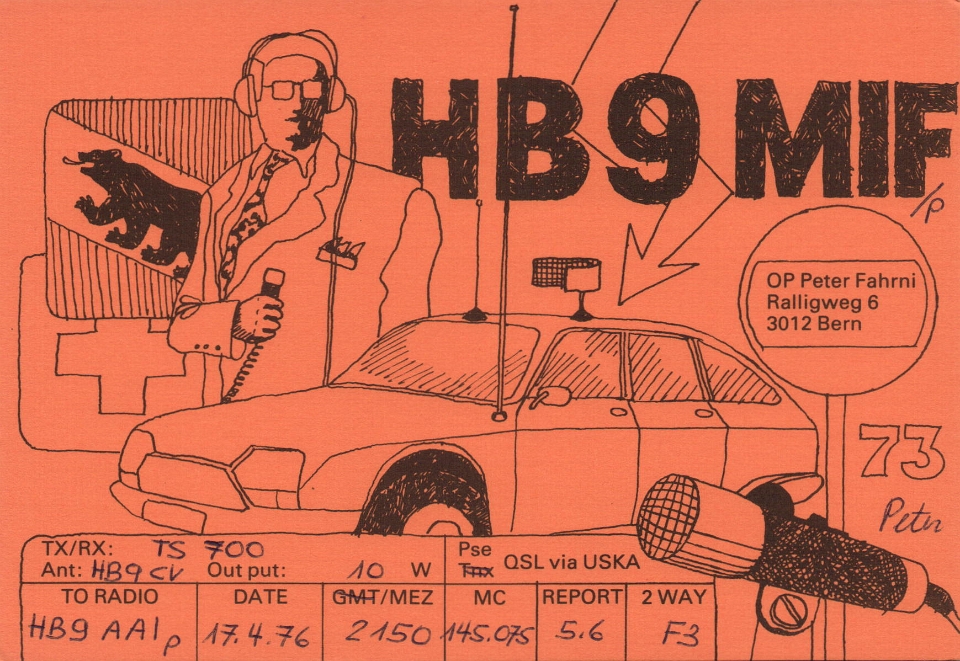 HB9MIF
/p
OP Peter Fahrni
Ralligweg 6
3012 Bern
73
Peter
TX/RX: TS 700
Ant: HB9CV Out put: 10 W
Pse
Tnx QSL via USKA
TO RADIO DATE GMT/MEZ MC REPORT 2 WAY
HB9AAI/p 17.4.76 2150 145.075 5.6 F3